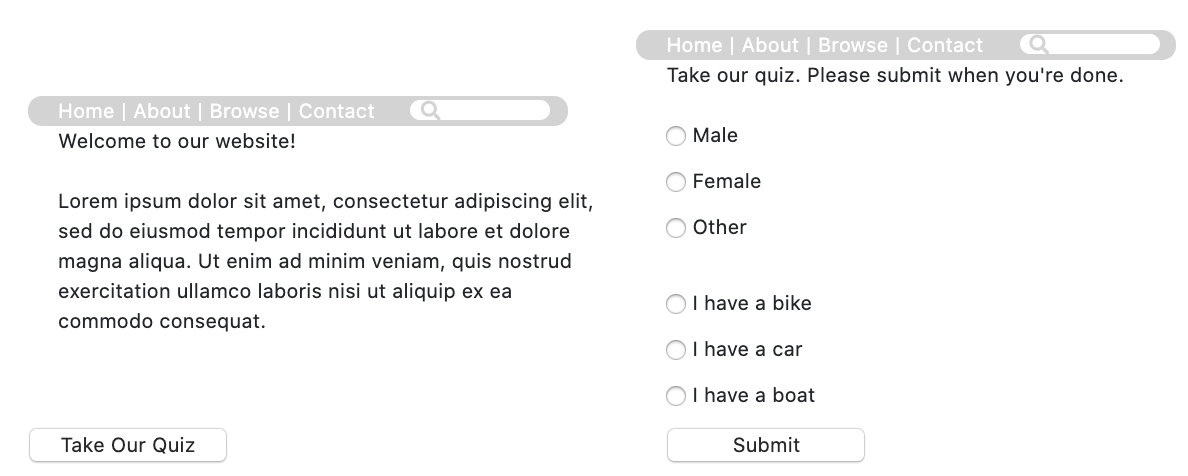 Home | About | Browse | Contact
Welcome to our website!
Lorem ipsum dolor sit amet, consectetur adipiscing elit,
sed do eiusmod tempor incididunt ut labore et dolore
magna aliqua. Ut enim ad minim veniam, quis nostrud
exercitation ullamco laboris nisi ut aliquip ex ea
commodo consequat.
Take Our Quiz
Home | About | Browse | Contact
Take our quiz. Please submit when you're done.
Male
Female
Other
I have a bike
I have a car
I have a boat
Submit